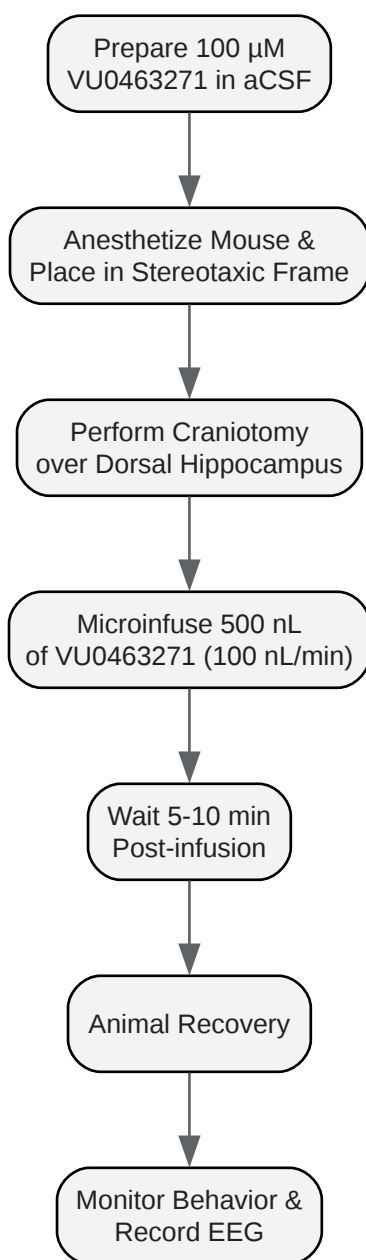 Prepare 100 µM
VU0463271 in aCSF
Anesthetize Mouse &
Place in Stereotaxic Frame
Perform Craniotomy
over Dorsal Hippocampus
Microinfuse 500 nL
of VU0463271 (100 nL/min)
Wait 5-10 min
Post-infusion
Animal Recovery
Monitor Behavior &
Record EEG